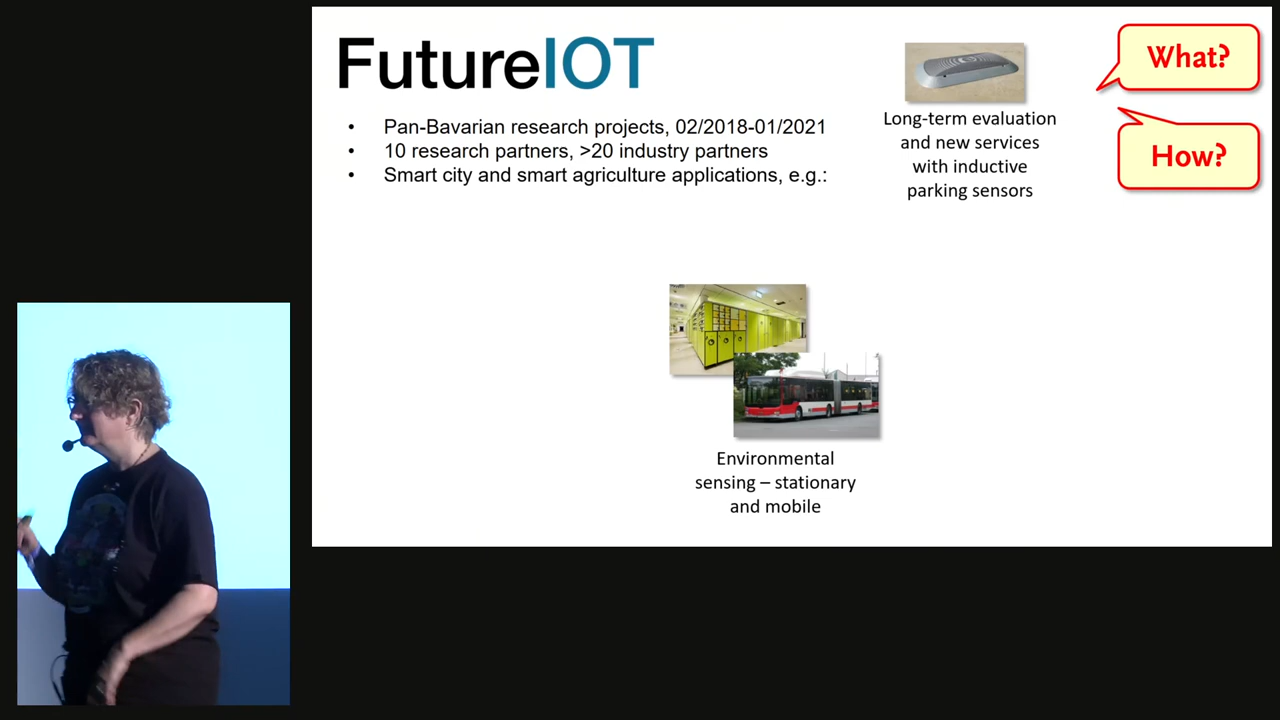 FutureIOT
• Pan-Bavarian research projects, 02/2018-01/2021
• 10 research partners, >20 industry partners
• Smart city and smart agriculture applications, e.g.:
Long-term evaluation
and new services
with inductive
parking sensors
What?
How?
Environmental
sensing – stationary
and mobile